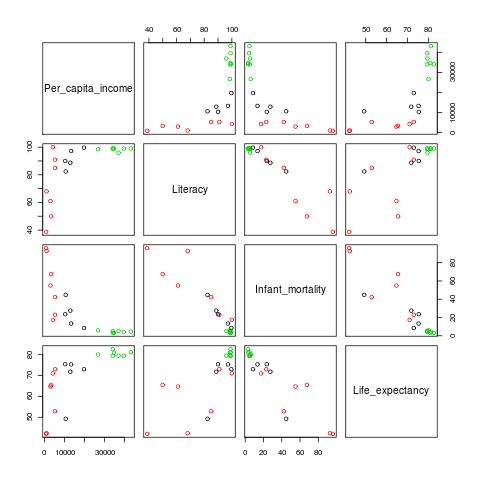 40 60 80 100
50 60 70 80
Per_capita_income
0 10000 30000
40 60 80 100
Literacy
Infant_mortality
0 20 40 60 80
50 60 70 80
Life_expectancy
0 10000 30000
0 20 40 60 80